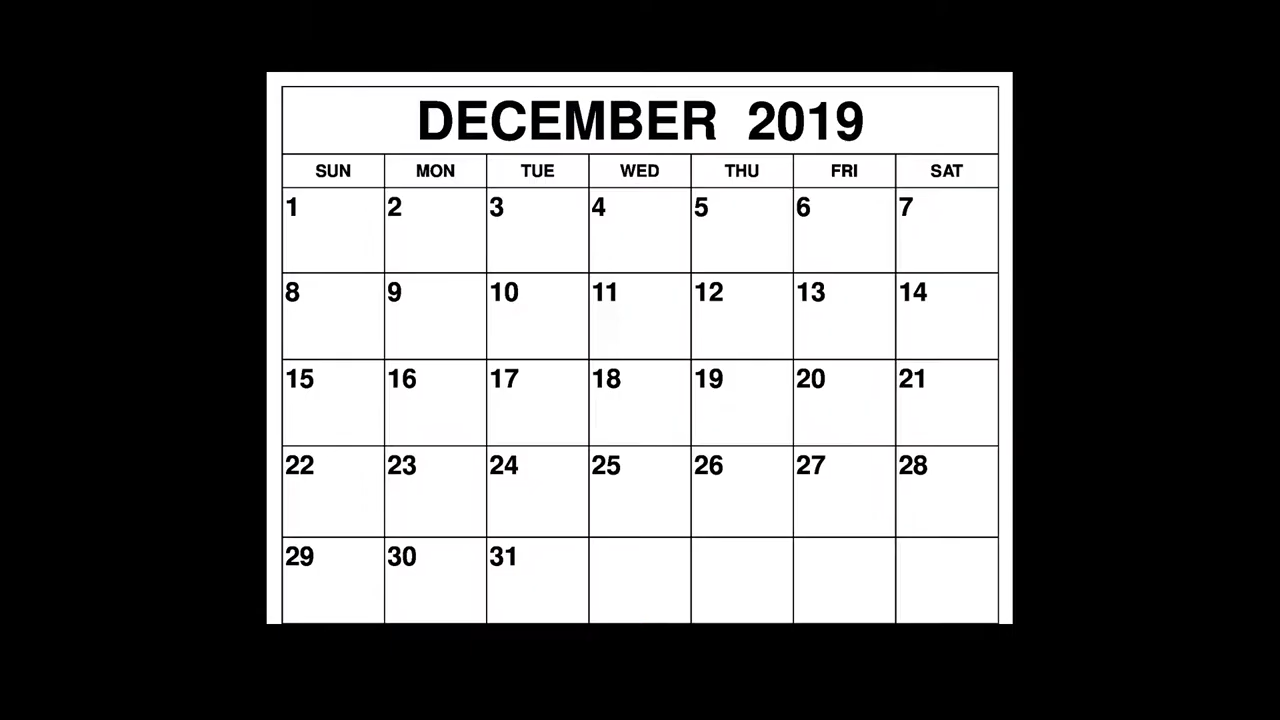 DECEMBER 2019
SUN MON TUE WED THU FRI SAT
1 2 3 4 5 6 7
8 9 10 11 12 13 14
15 16 17 18 19 20 21
22 23 24 25 26 27 28
29 30 31